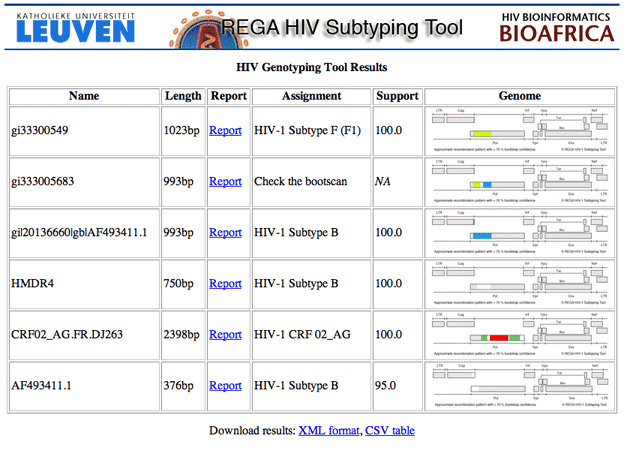 KATHOLIEKE UNIVERSITEIT
LEUVEN
REGA HIV Subtyping Tool
HIV BIOINFORMATICS
BIOAFRICA
HIV Genotyping Tool Results
Name Length Report Assignment Support Genome
gi33300549 1023bp Report HIV-1 Subtype F (F1) 100.0
LTR Gag Vif Vpu Nef
Tat
Rev
Pol Vpr Env LTR
Approximate recombination pattern with > 70 % bootstrap confidence © REGA HIV-1 Subtyping Tool
gi333005683 993bp Report Check the bootscan NA
LTR Gag Vif Vpu Nef
Tat
Rev
Pol Vpr Env LTR
Approximate recombination pattern with > 70 % bootstrap confidence © REGA HIV-1 Subtyping Tool
gi|20136660|gb|AF493411.1 993bp Report HIV-1 Subtype B 100.0
LTR Gag Vif Vpu Nef
Tat
Rev
Pol Vpr Env LTR
Approximate recombination pattern with > 70 % bootstrap confidence © REGA HIV-1 Subtyping Tool
HMDR4 750bp Report HIV-1 Subtype B 100.0
LTR Gag Vif Vpu Nef
Tat
Rev
Pol Vpr Env LTR
Approximate recombination pattern with > 70 % bootstrap confidence © REGA HIV-1 Subtyping Tool
CRF02_AG.FR.DJ263 2398bp Report HIV-1 CRF 02_AG 100.0
LTR Gag Vif Vpu Nef
Tat
Rev
Pol Vpr Env LTR
Approximate recombination pattern with > 70 % bootstrap confidence © REGA HIV-1 Subtyping Tool
AF493411.1 376bp Report HIV-1 Subtype B 95.0
LTR Gag Vif Vpu Nef
Tat
Rev
Pol Vpr Env LTR
Approximate recombination pattern with > 70 % bootstrap confidence © REGA HIV-1 Subtyping Tool
Download results: XML format, CSV table